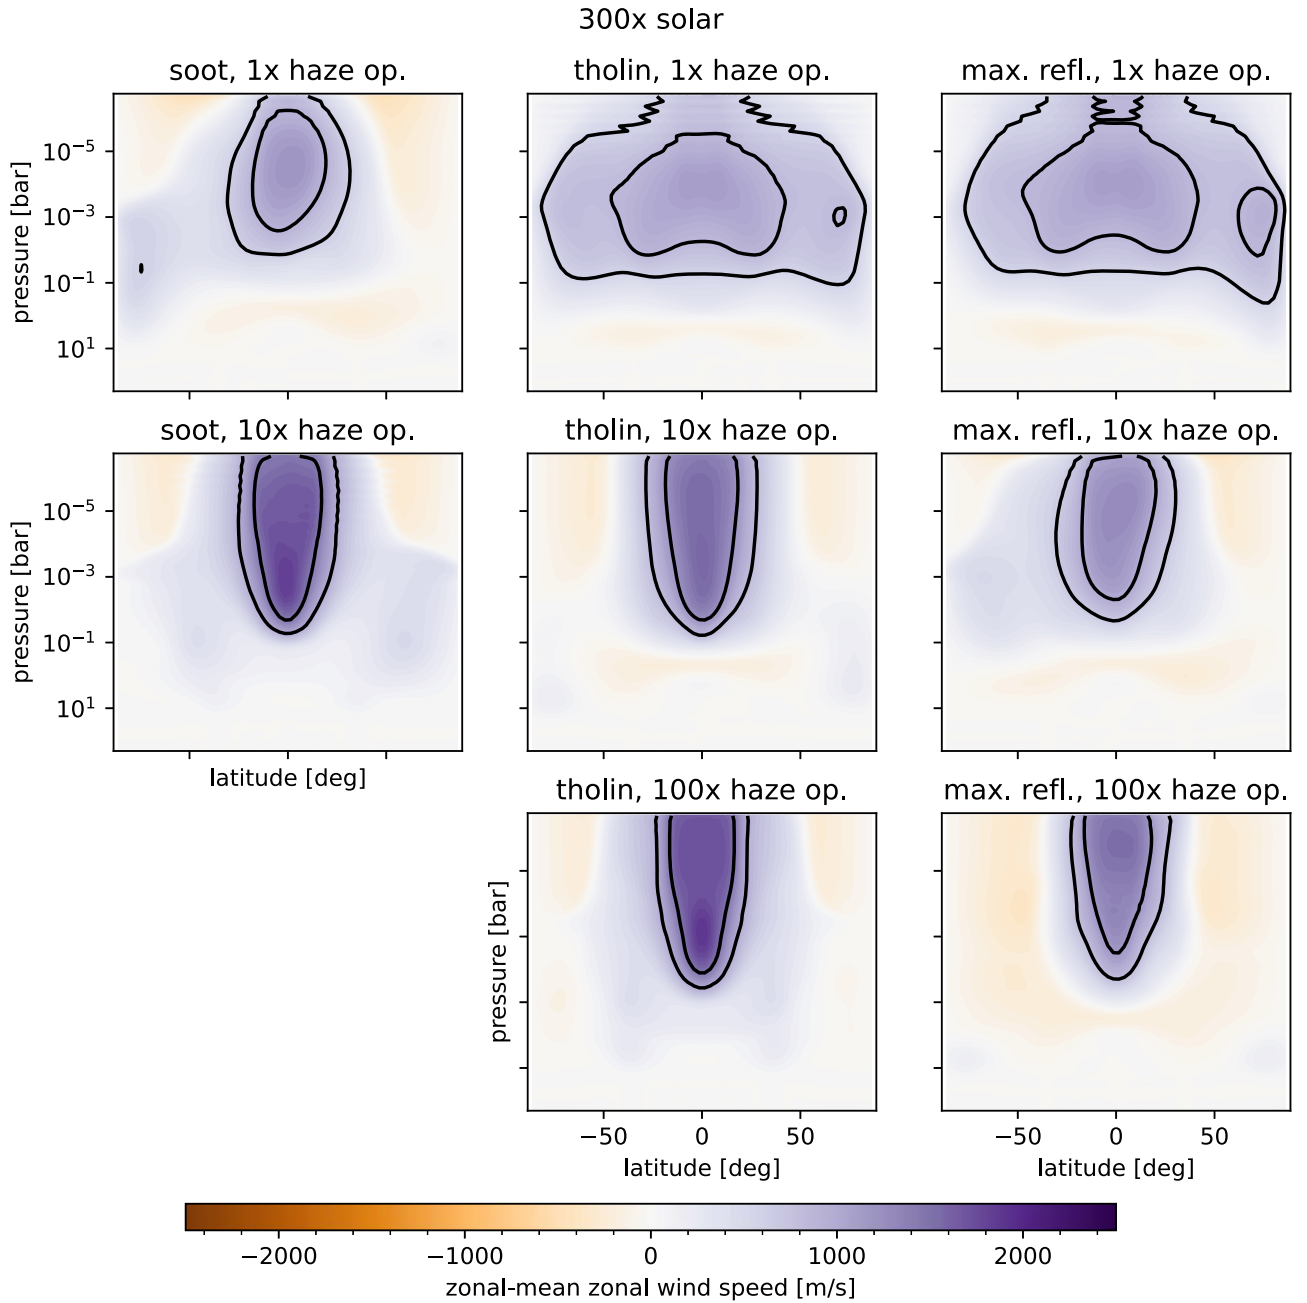 300x solar
soot, 1x haze op.
tholin, 1x haze op.
max. refl., 1x haze op.
pressure [bar]
10⁻⁵
10⁻³
10⁻¹
10¹
soot, 10x haze op.
tholin, 10x haze op.
max. refl., 10x haze op.
pressure [bar]
10⁻⁵
10⁻³
10⁻¹
10¹
latitude [deg]
tholin, 100x haze op.
max. refl., 100x haze op.
pressure [bar]
−50 0 50
−50 0 50
latitude [deg]
latitude [deg]
−2000 −1000 0 1000 2000
zonal-mean zonal wind speed [m/s]